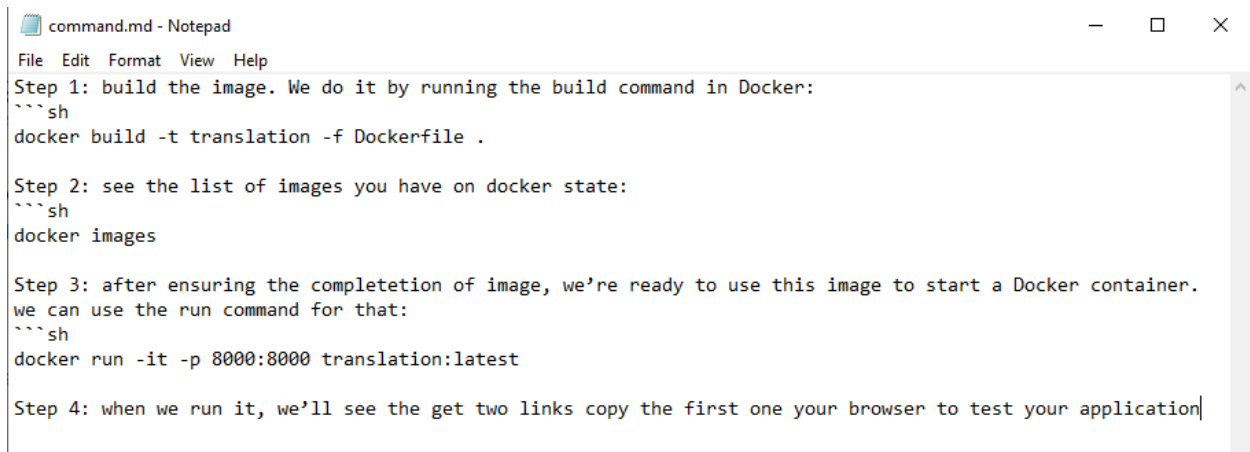 command.md - Notepad
File Edit Format View Help
Step 1: build the image. We do it by running the build command in Docker:
```sh
docker build -t translation -f Dockerfile .
Step 2: see the list of images you have on docker state:
```sh
docker images
Step 3: after ensuring the completetion of image, we’re ready to use this image to start a Docker container.
we can use the run command for that:
```sh
docker run -it -p 8000:8000 translation:latest
Step 4: when we run it, we’ll see the get two links copy the first one your browser to test your application